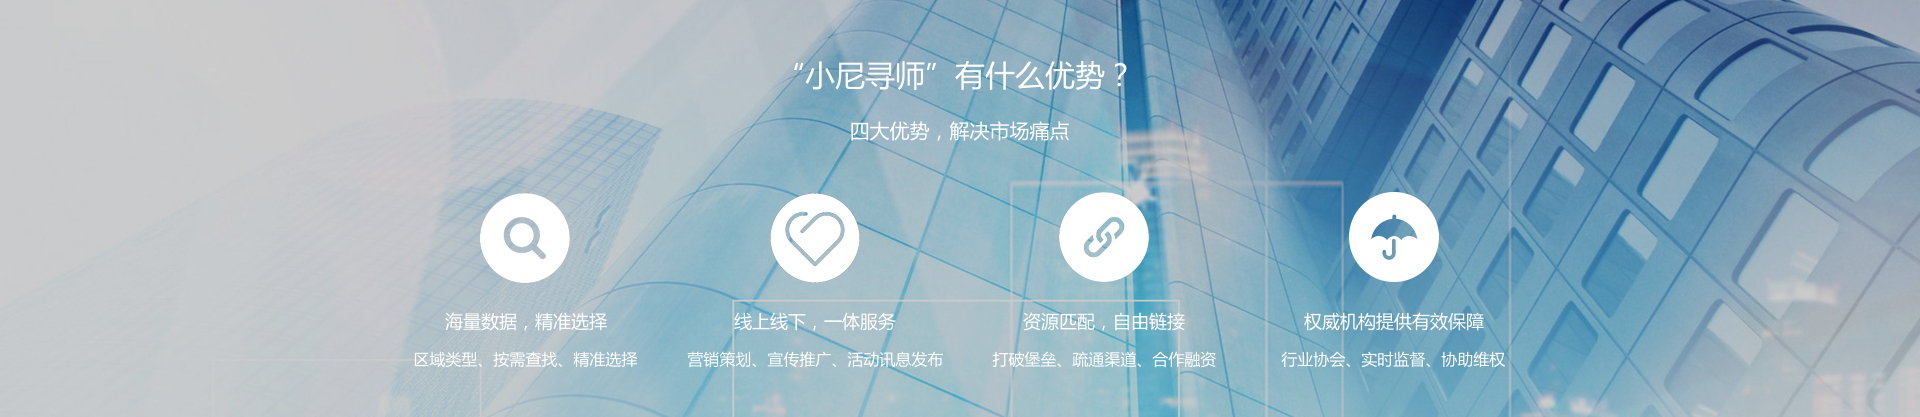 “小尼寻师”有什么优势？
四大优势，解决市场痛点
海量数据，精准选择
区域类型、按需查找、精准选择
线上线下，一体服务
营销策划、宣传推广、活动讯息发布
资源匹配，自由链接
打破堡垒、疏通渠道、合作融资
权威机构提供有效保障
行业协会、实时监督、协助维权